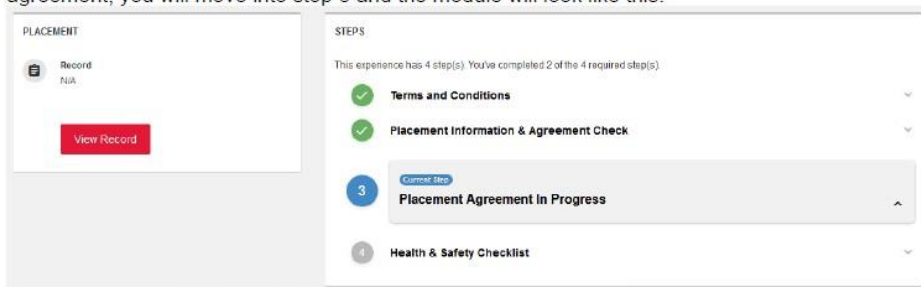 agreement, you will move into step 3 and the module will look like this:
PLACEMENT
Record
N/A
View Record
STEPS
This experience has 4 step(s). You've completed 2 of the 4 required step(s).
Terms and Conditions
Placement Information & Agreement Check
3
Current Step
Placement Agreement In Progress
4
Health & Safety Checklist